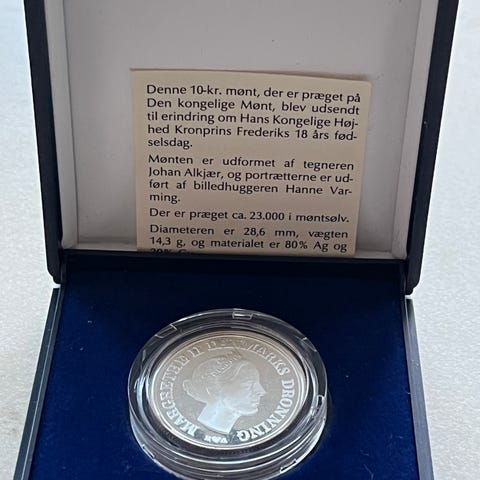 Denne 10-kr. mønt, der er præget på
Den kongelige Mønt, blev udsendt
til erindring om Hans Kongelige Høj-
hed Kronprins Frederiks 18 års fød-
selsdag.
Mønten er udformet af tegneren
Johan Alkjær, og portrætterne er ud-
ført af billedhuggeren Hanne Var-
ming.
Der er præget ca. 23.000 i møntsølv.
Diameteren er 28,6 mm, vægten
14,3 g, og materialet er 80% Ag og
MARGRETHE II DANMARKS DRONNING